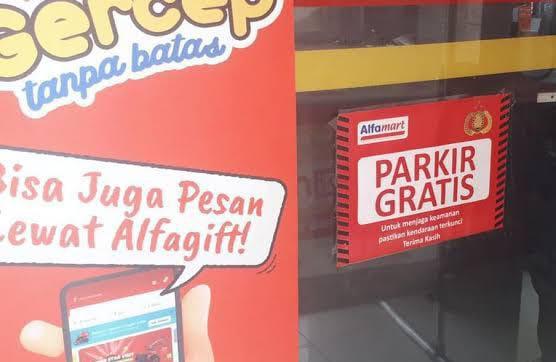 Gercep
tanpa batas
Bisa Juga Pesan
Lewat Alfagift!
Alfamart
PARKIR
GRATIS
Untuk menjaga keamanan
pastikan kendaraan terkunci
Terima Kasih